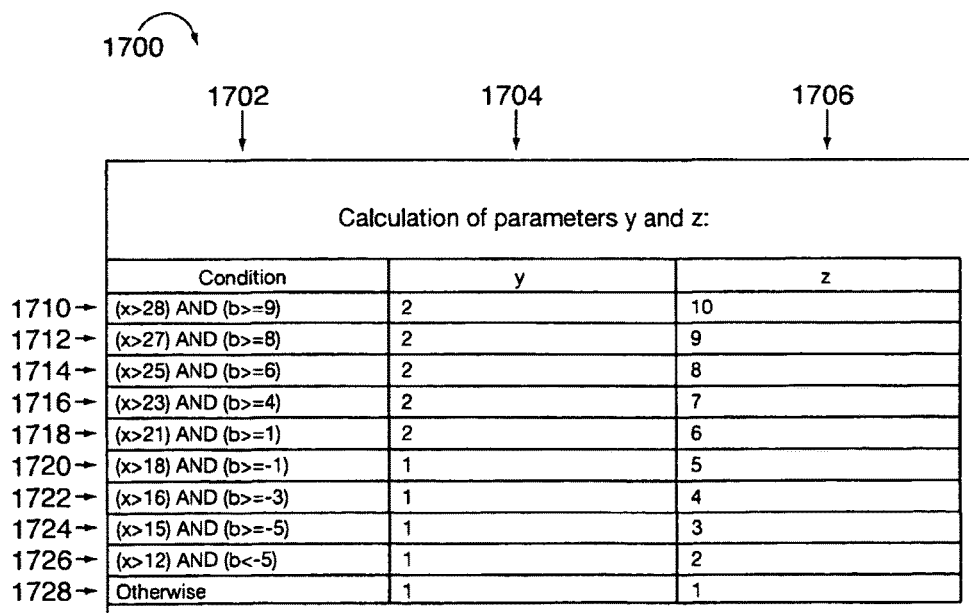 1700
1702 1704 1706
Calculation of parameters y and z:
Condition y z
1710 (x>28) AND (b>=9) 2 10
1712 (x>27) AND (b>=8) 2 9
1714 (x>25) AND (b>=6) 2 8
1716 (x>23) AND (b>=4) 2 7
1718 (x>21) AND (b>=1) 2 6
1720 (x>18) AND (b>=-1) 1 5
1722 (x>16) AND (b>=-3) 1 4
1724 (x>15) AND (b>=-5) 1 3
1726 (x>12) AND (b<-5) 1 2
1728 Otherwise 1 1